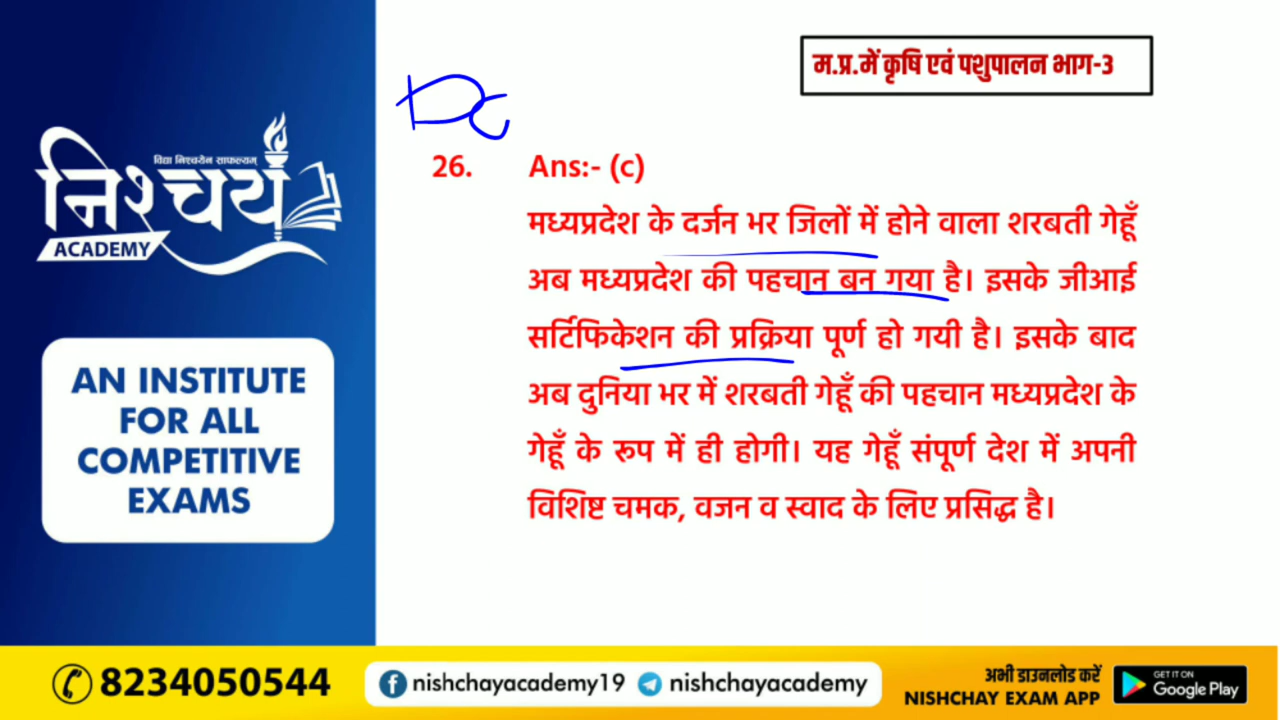 म.प्र.में कृषि एवं पशुपालन भाग-3
विद्या निश्चयेन साफल्यम्
निश्चय
ACADEMY
AN INSTITUTE
FOR ALL
COMPETITIVE
EXAMS
26. Ans:- (c)
मध्यप्रदेश के दर्जन भर जिलों में होने वाला शरबती गेहूँ
अब मध्यप्रदेश की पहचान बन गया है। इसके जीआई
सर्टिफिकेशन की प्रक्रिया पूर्ण हो गयी है। इसके बाद
अब दुनिया भर में शरबती गेहूँ की पहचान मध्यप्रदेश के
गेहूँ के रूप में ही होगी। यह गेहूँ संपूर्ण देश में अपनी
विशिष्ट चमक, वजन व स्वाद के लिए प्रसिद्ध है।
8234050544
nishchayacademy19
nishchayacademy
अभी डाउनलोड करें
NISHCHAY EXAM APP
GET IT ON
Google Play